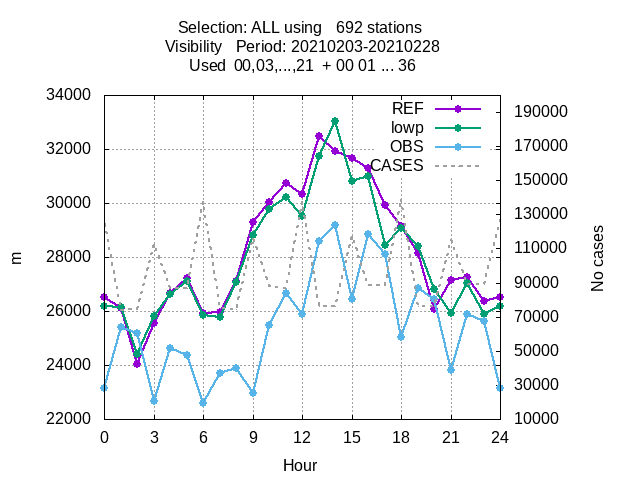 Selection: ALL using   692 stations
Visibility   Period: 20210203-20210228
Used  00,03,...,21  + 00 01 ... 36
34000
32000
30000
28000
26000
24000
22000
m
REF
lowp
OBS
CASES
190000
170000
150000
130000
110000
90000
70000
50000
30000
10000
No cases
0 3 6 9 12 15 18 21 24
Hour